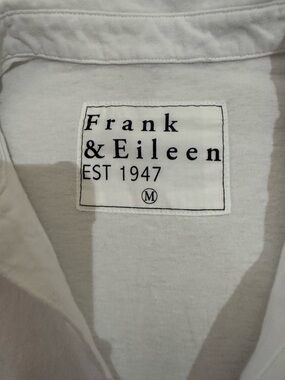 Frank
& Eileen
EST 1947
Ⓜ